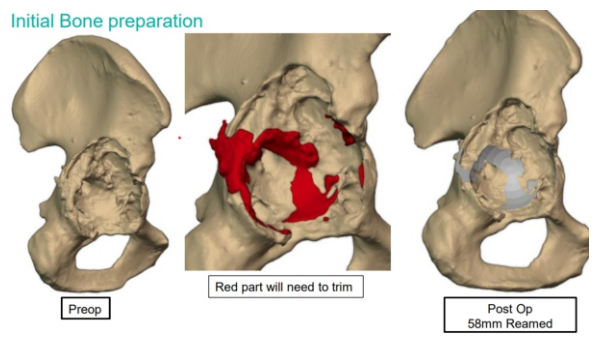 Initial Bone preparation
Preop
Red part will need to trim
Post Op
58mm Reamed